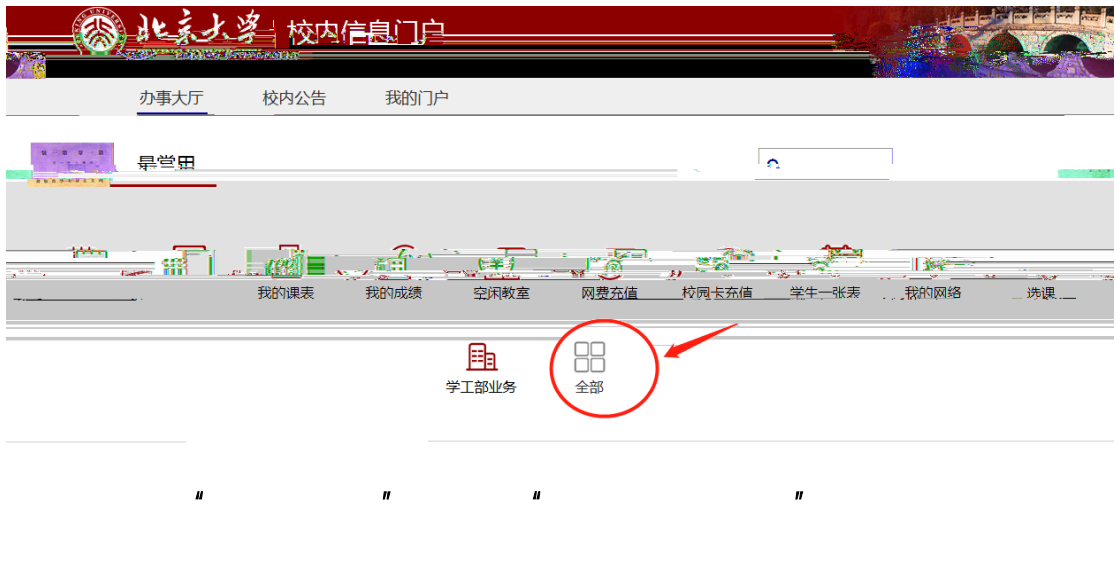 北京大学 校内信息门户
办事大厅 校内公告 我的门户
最常用
我的课表 我的成绩 空闲教室 网费充值 校园卡充值 学生一张表 我的网络 选课
学工部业务 全部
“ ” “ ”